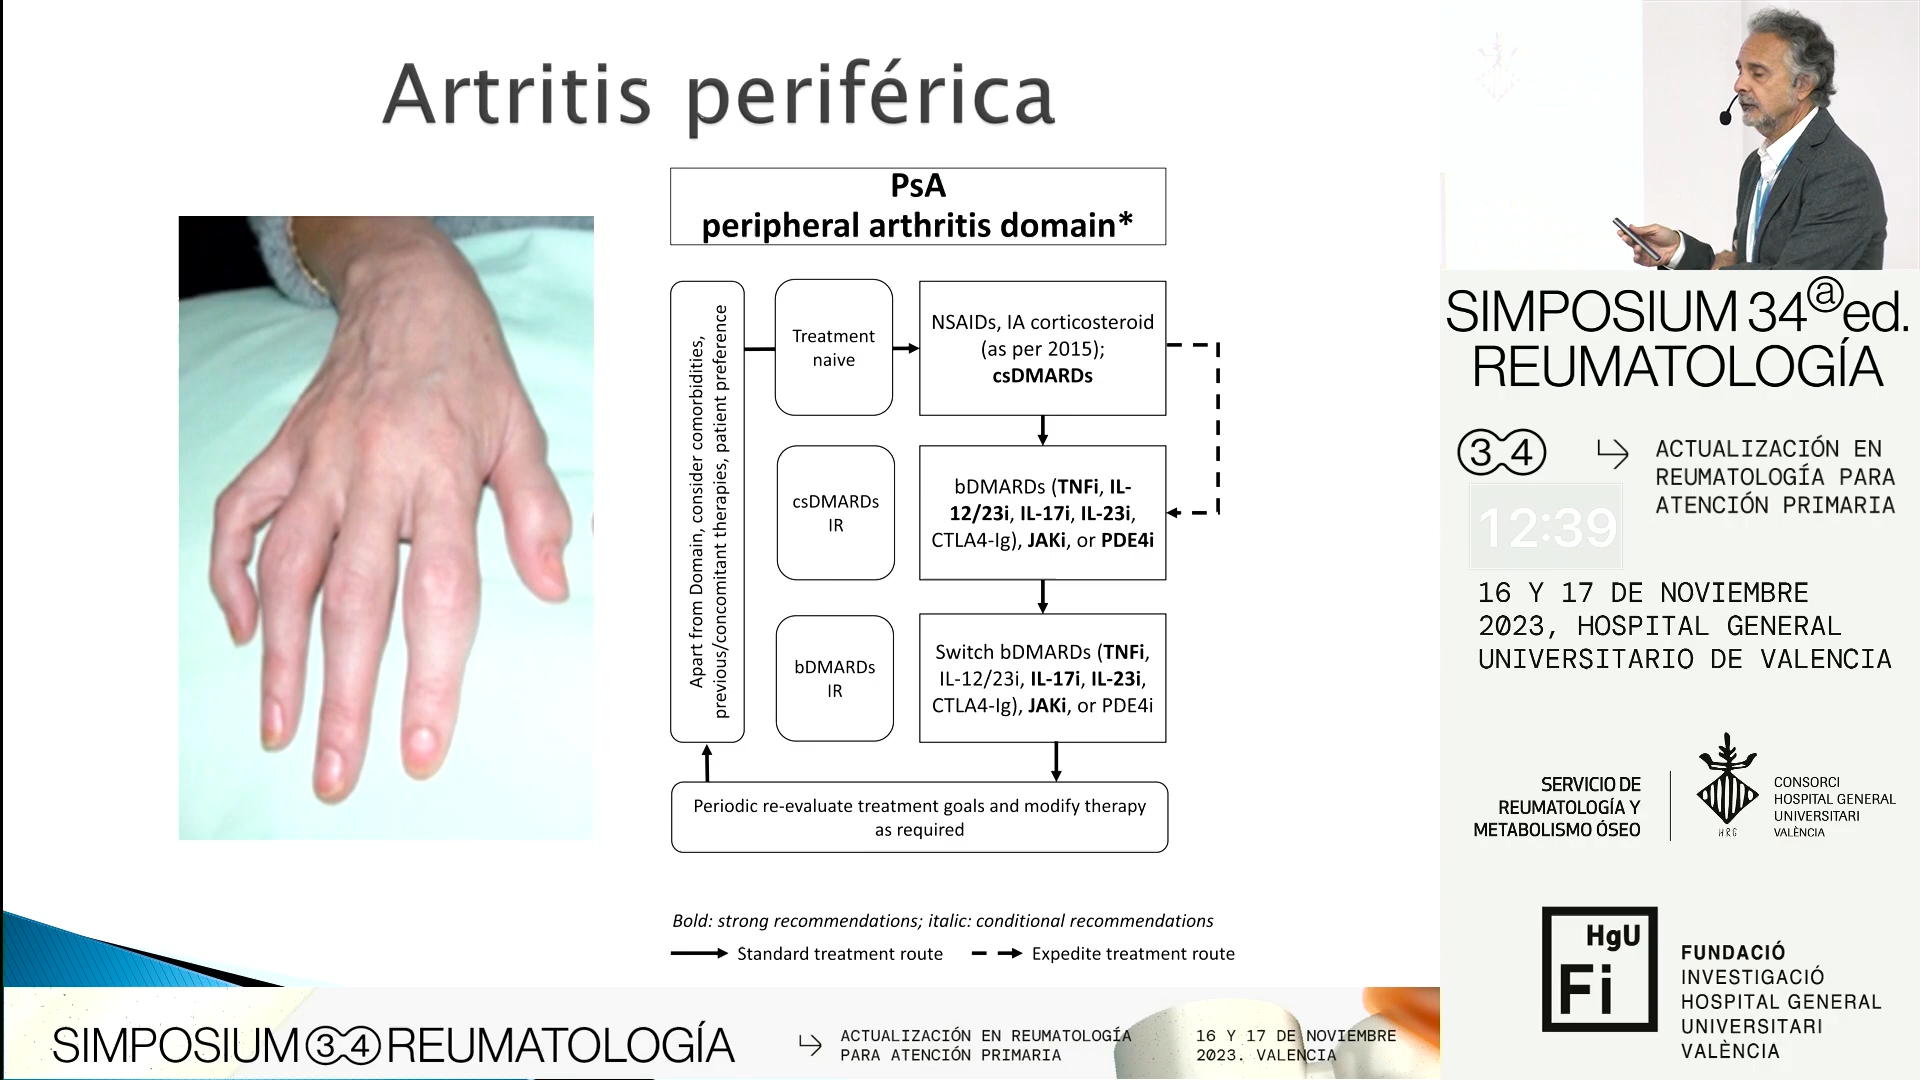 Artritis periférica
PsA
peripheral arthritis domain*
Apart from Domain, consider comorbidities,
previous/concomitant therapies, patient preference
Treatment
naive
NSAIDs, IA corticosteroid
(as per 2015);
csDMARDs
csDMARDs
IR
bDMARDs (TNFi, IL-
12/23i, IL-17i, IL-23i,
CTLA4-Ig), JAKi, or PDE4i
bDMARDs
IR
Switch bDMARDs (TNFi,
IL-12/23i, IL-17i, IL-23i,
CTLA4-Ig), JAKi, or PDE4i
Periodic re-evaluate treatment goals and modify therapy
as required
Bold: strong recommendations; italic: conditional recommendations
Standard treatment route
Expedite treatment route
SIMPOSIUM 34 REUMATOLOGÍA
ACTUALIZACIÓN EN REUMATOLOGÍA
PARA ATENCIÓN PRIMARIA
16 Y 17 DE NOVIEMBRE
2023. VALENCIA
SIMPOSIUM 34ªed.
REUMATOLOGÍA
34
ACTUALIZACIÓN EN
REUMATOLOGÍA PARA
ATENCIÓN PRIMARIA
12:39
16 Y 17 DE NOVIEMBRE
2023, HOSPITAL GENERAL
UNIVERSITARIO DE VALENCIA
SERVICIO DE
REUMATOLOGÍA Y
METABOLISMO ÓSEO
HRG
CONSORCI
HOSPITAL GENERAL
UNIVERSITARI
VALÈNCIA
HgU
Fi
FUNDACIÓ
INVESTIGACIÓ
HOSPITAL GENERAL
UNIVERSITARI
VALÈNCIA